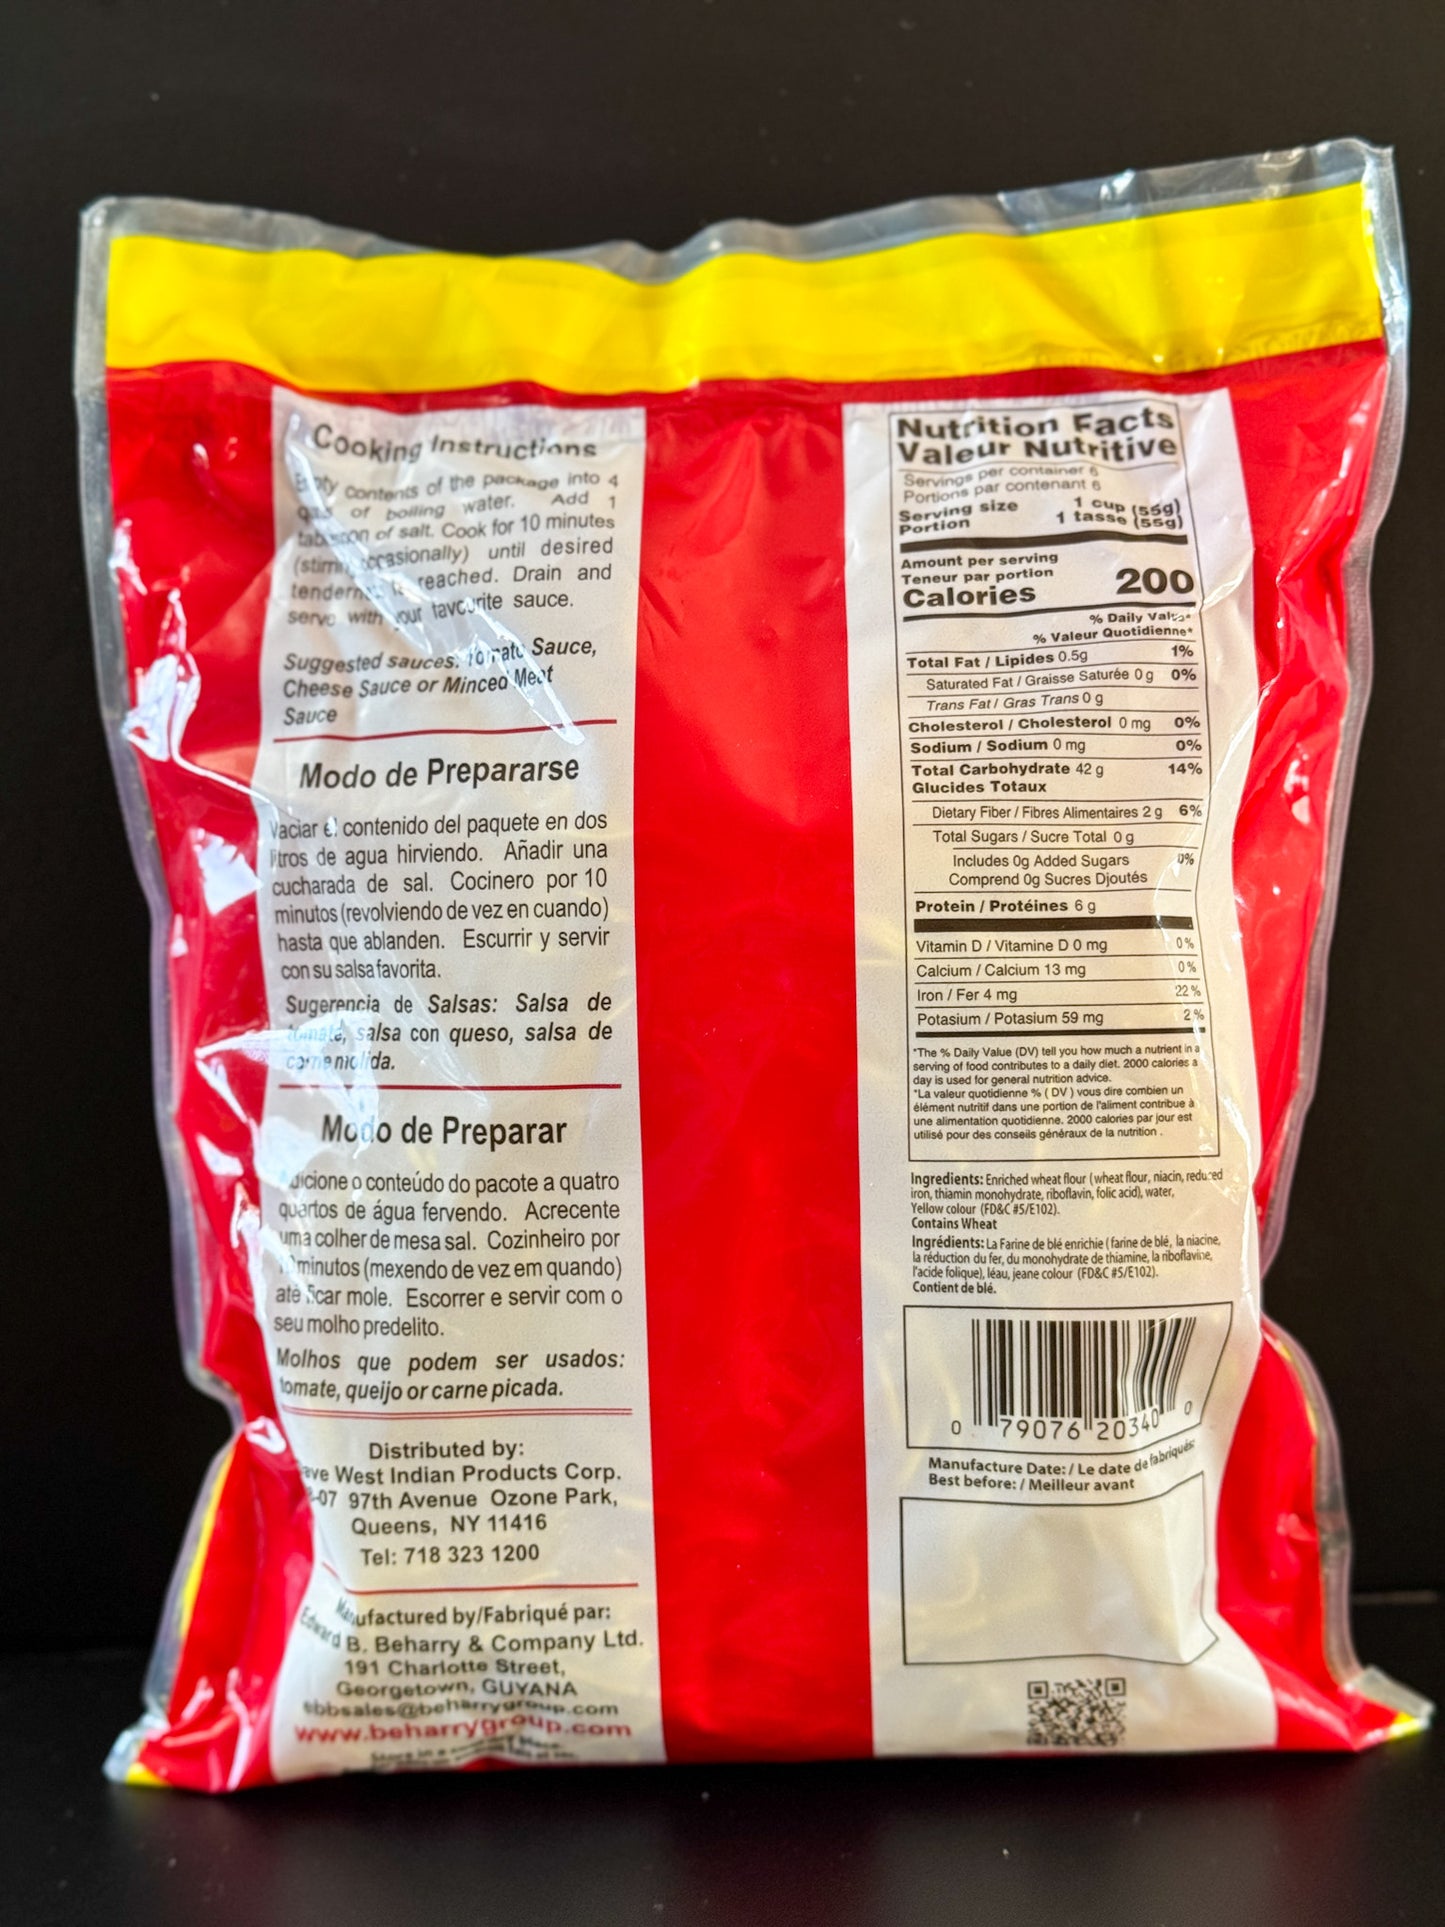 Cooking Instructions
contents of the package into 4
of boiling water. Add 1
of salt. Cook for 10 minutes
occasionally) until desired
reached. Drain and
serve with your favourite sauce.
Suggested sauces: Tomato Sauce,
Cheese Sauce or Minced Meat
Sauce
Modo de Prepararse
Vaciar el contenido del paquete en dos
litros de agua hirviendo. Añadir una
cucharada de sal. Cocinero por 10
minutos (revolviendo de vez en cuando)
hasta que ablanden. Escurrir y servir
con su salsa favorita.
Sugerencia de Salsas: Salsa de
tomate, salsa con queso, salsa de
carne molida.
Modo de Preparar
Adicione o conteúdo do pacote a quatro
quartos de água fervendo. Acrecente
uma colher de mesa sal. Cozinheiro por
minutos (mexendo de vez em quando)
até ficar mole. Escorrer e servir com o
seu molho predelito.
Molhos que podem ser usados:
tomate, queijo or carne picada.
Distributed by:
West Indian Products Corp.
97th Avenue Ozone Park,
Queens, NY 11416
Tel: 718 323 1200
Manufactured by/Fabriqué par:
Edward B. Beharry & Company Ltd.
191 Charlotte Street,
Georgetown, GUYANA
ebbsales@beharrygroup.com
www.beharrygroup.com
Store in a
Nutrition Facts
Valeur Nutritive
Servings per container 6
Portions par contenant 6
Serving size 1 cup (55g)
Portion 1 tasse (55g)
Amount per serving
Teneur par portion
Calories 200
% Daily Value*
% Valeur Quotidienne*
Total Fat / Lipides 0.5g 1%
Saturated Fat / Graisse Saturée 0 g 0%
Trans Fat / Gras Trans 0 g
Cholesterol / Cholesterol 0 mg 0%
Sodium / Sodium 0 mg 0%
Total Carbohydrate 42 g 14%
Glucides Totaux
Dietary Fiber / Fibres Alimentaires 2 g 6%
Total Sugars / Sucre Total 0 g
Includes 0g Added Sugars 0%
Comprend 0g Sucres Djoutés
Protein / Protéines 6 g
Vitamin D / Vitamine D 0 mg 0%
Calcium / Calcium 13 mg 0%
Iron / Fer 4 mg 22 %
Potasium / Potasium 59 mg 2 %
*The % Daily Value (DV) tell you how much a nutrient in a
serving of food contributes to a daily diet. 2000 calories a
day is used for general nutrition advice.
*La valeur quotidienne % ( DV ) vous dire combien un
élément nutritif dans une portion de l'aliment contribue à
une alimentation quotidienne. 2000 calories par jour est
utilisé pour des conseils généraux de la nutrition .
Ingredients: Enriched wheat flour (wheat flour, niacin, reduced
iron, thiamin monohydrate, riboflavin, folic acid), water,
Yellow colour (FD&C #5/E102).
Contains Wheat
Ingrédients: La Farine de blé enrichie (farine de blé, la niacine,
la réduction du fer, du monohydrate de thiamine, la riboflavine,
l'acide folique), léau, jeane colour (FD&C #5/E102).
Contient de blé.
0 79076 20340 0
Manufacture Date: / Le date de fabriqués:
Best before: / Meilleur avant